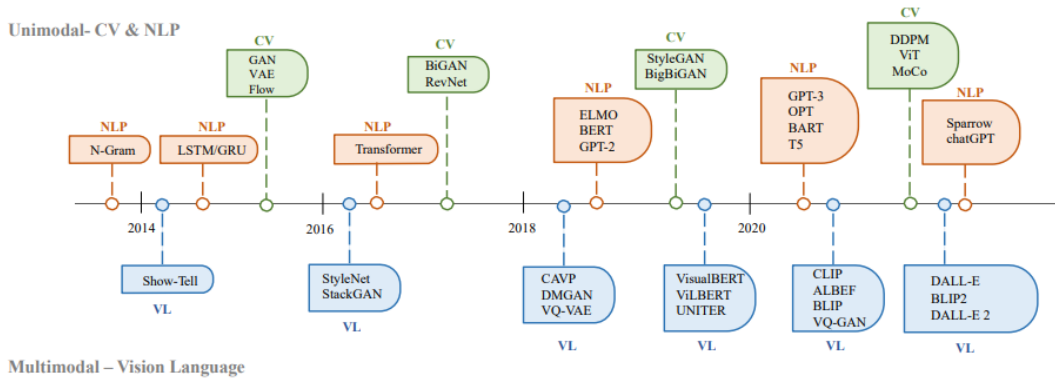 Unimodal- CV & NLP
CV
GAN
VAE
Flow
CV
BiGAN
RevNet
CV
StyleGAN
BigBiGAN
CV
DDPM
ViT
MoCo
NLP
N-Gram
NLP
LSTM/GRU
NLP
Transformer
NLP
ELMO
BERT
GPT-2
NLP
GPT-3
OPT
BART
T5
NLP
Sparrow
chatGPT
2014
2016
2018
2020
Show-Tell
VL
StyleNet
StackGAN
VL
CAVP
DMGAN
VQ-VAE
VL
VisualBERT
ViLBERT
UNITER
VL
CLIP
ALBEF
BLIP
VQ-GAN
VL
DALL-E
BLIP2
DALL-E 2
VL
Multimodal – Vision Language